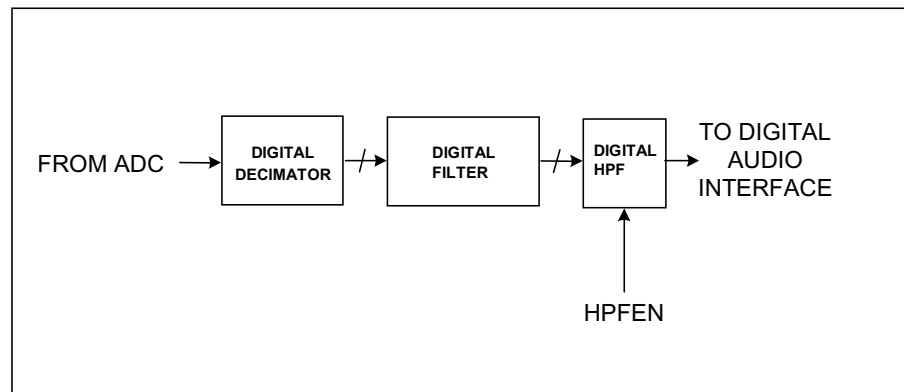 FROM ADC
DIGITAL
DECIMATOR
DIGITAL
FILTER
DIGITAL
HPF
TO DIGITAL
AUDIO
INTERFACE
HPFEN